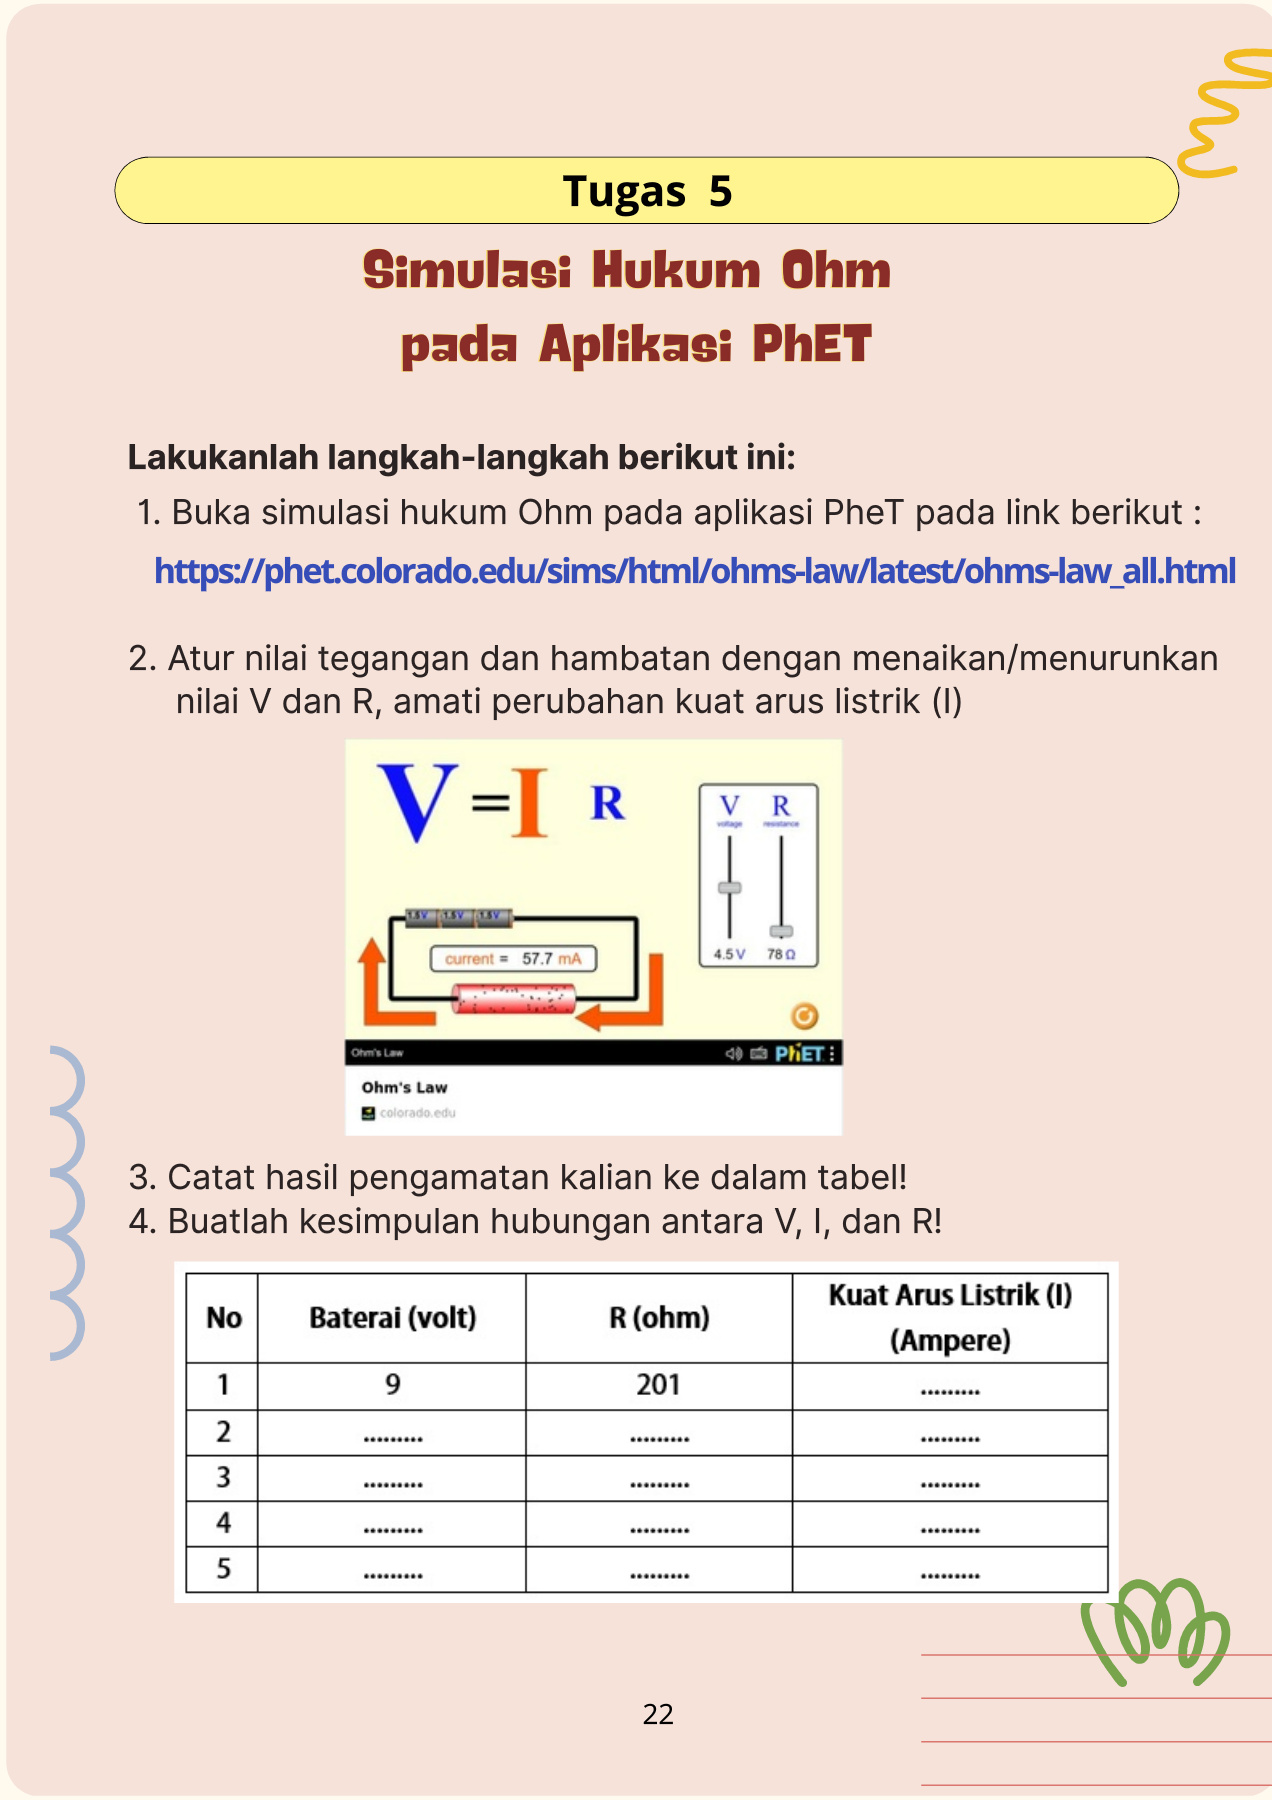 Tugas 5
Simulasi Hukum Ohm
pada Aplikasi PhET
Lakukanlah langkah-langkah berikut ini:
1. Buka simulasi hukum Ohm pada aplikasi PheT pada link berikut :
https://phet.colorado.edu/sims/html/ohms-law/latest/ohms-law_all.html
2. Atur nilai tegangan dan hambatan dengan menaikan/menurunkan
nilai V dan R, amati perubahan kuat arus listrik (I)
V = I R
V R
voltage resistance
1.5 V 1.5 V 1.5 V
current = 57.7 mA
4.5 V 78 Ω
Ohm's Law PhET
Ohm's Law
colorado.edu
3. Catat hasil pengamatan kalian ke dalam tabel!
4. Buatlah kesimpulan hubungan antara V, I, dan R!
No Baterai (volt) R (ohm) Kuat Arus Listrik (I)
(Ampere)
1 9 201 .........
2 ......... ......... .........
3 ......... ......... .........
4 ......... ......... .........
5 ......... ......... .........
22